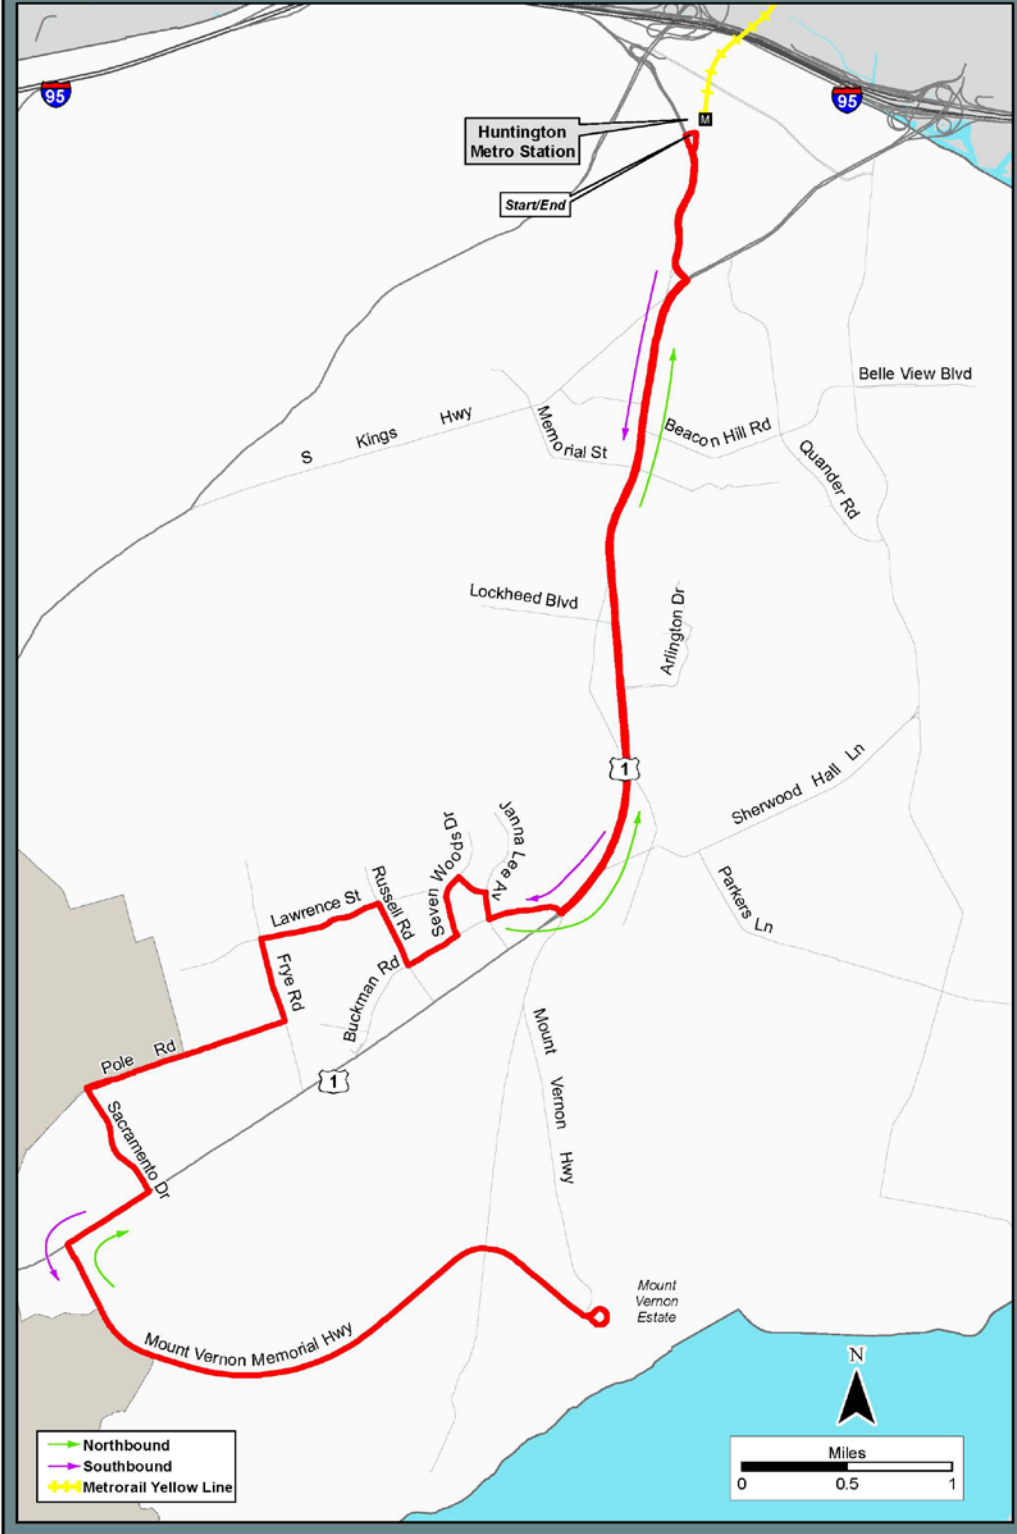 95
95
M
Huntington
Metro Station
Start/End
Belle View Blvd
S Kings Hwy
Memorial St
Beacon Hill Rd
Quander Rd
Lockheed Blvd
Arlington Dr
1
Sherwood Hall Ln
Janna Lee Av
Seven Woods Dr
Russell Rd
Parkers Ln
Lawrence St
Frye Rd
Buckman Rd
Mount Vernon Hwy
Pole Rd
1
Sacramento Dr
Mount
Vernon
Estate
Mount Vernon Memorial Hwy
N
Northbound
Southbound
Metrorail Yellow Line
Miles
0 0.5 1